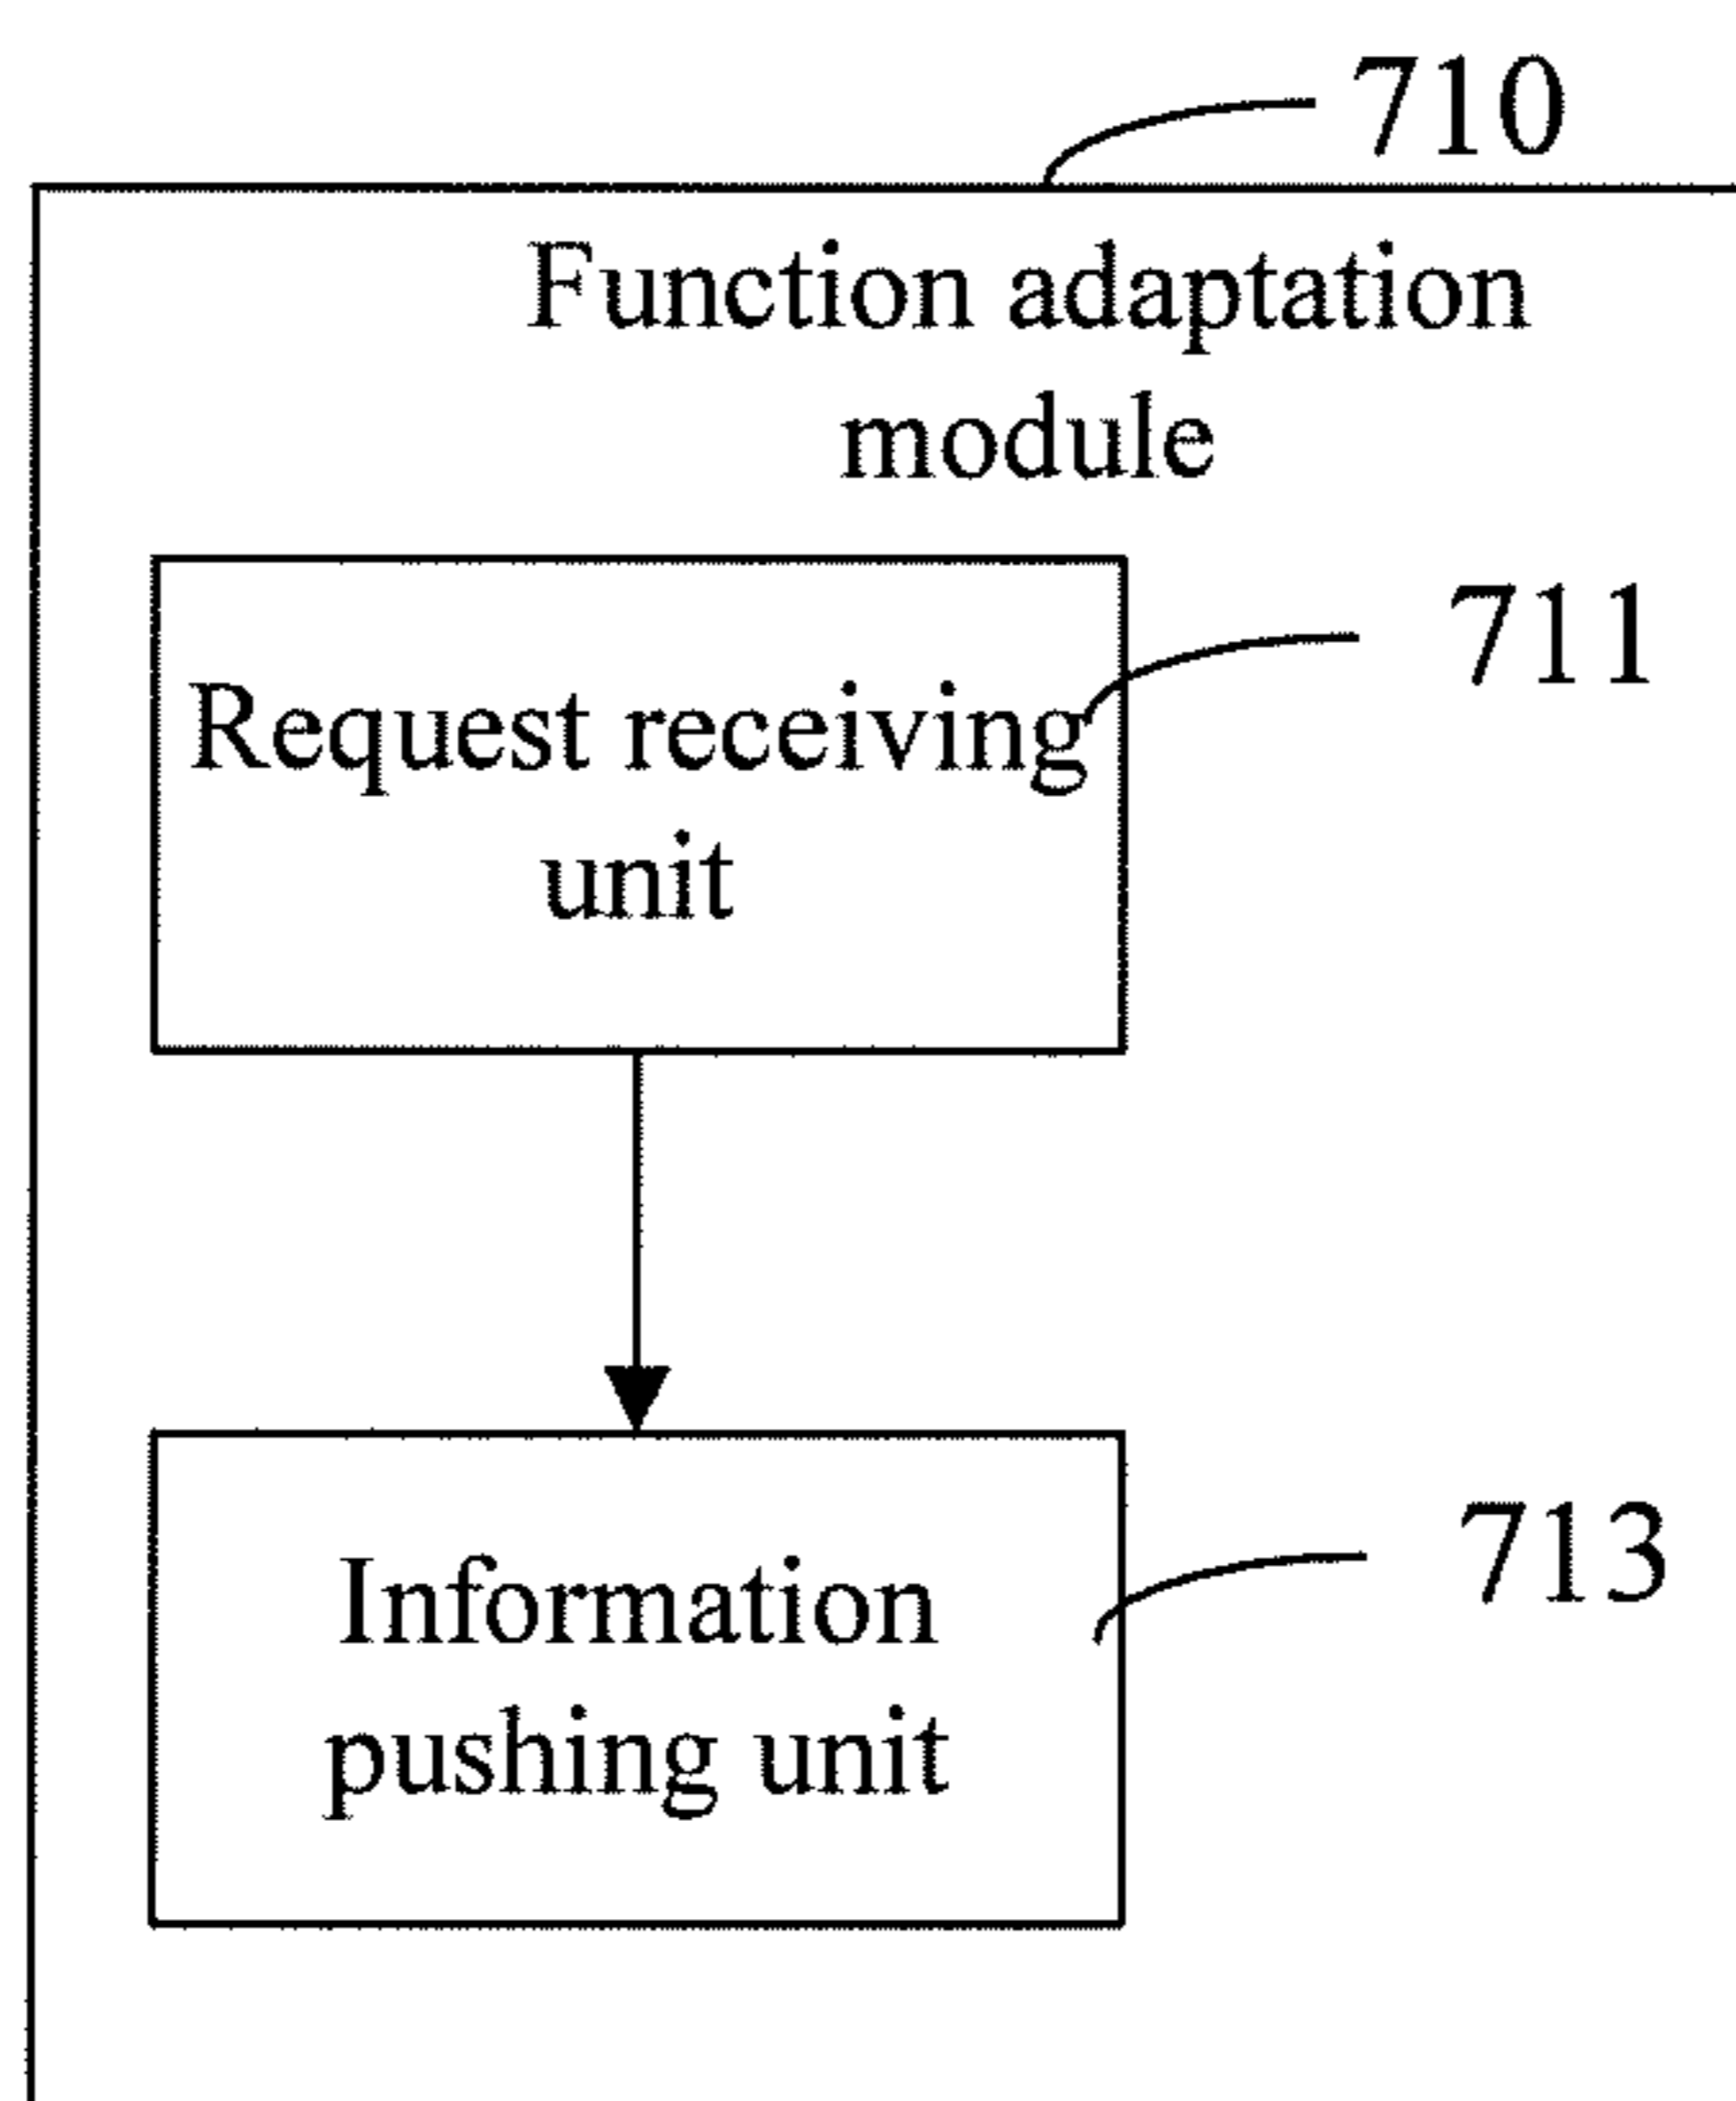 710
Function adaptation
module
711
Request receiving
unit
713
Information
pushing unit